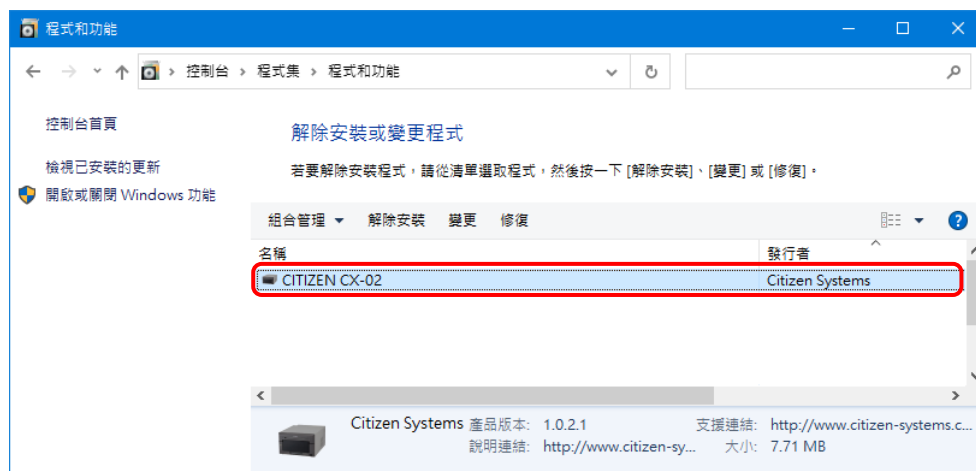 程式和功能
控制台 › 程式集 › 程式和功能
控制台首頁
檢視已安裝的更新
開啟或關閉 Windows 功能
解除安裝或變更程式
若要解除安裝程式，請從清單選取程式，然後按一下 [解除安裝]、[變更] 或 [修復]。
組合管理 解除安裝 變更 修復
名稱 發行者
CITIZEN CX-02 Citizen Systems
Citizen Systems 產品版本: 1.0.2.1 支援連結: http://www.citizen-systems.c...
說明連結: http://www.citizen-sy... 大小: 7.71 MB